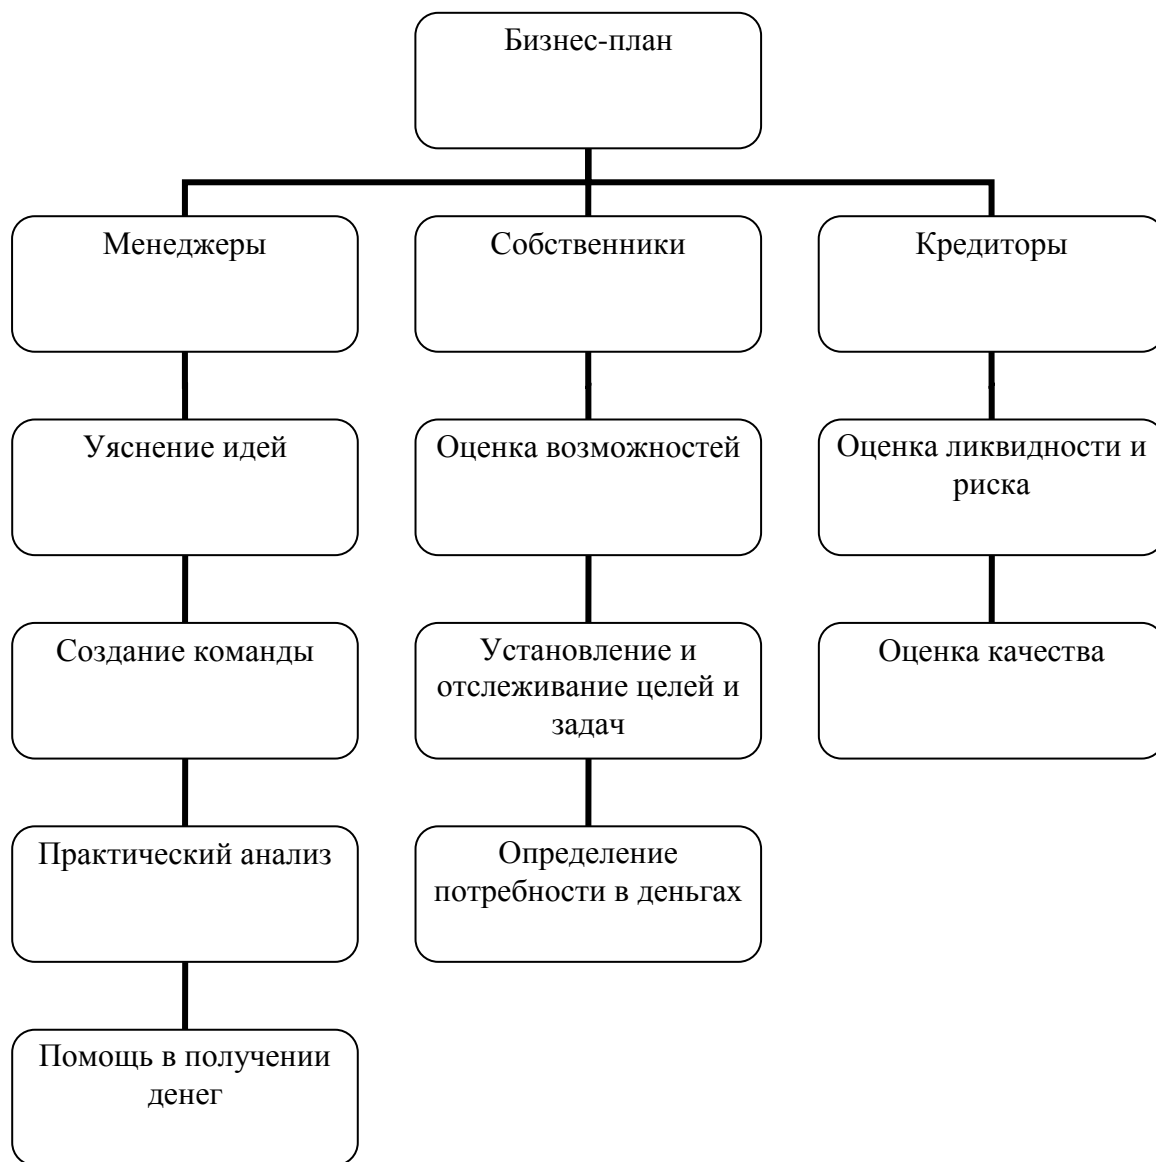 Бизнес-план
Менеджеры
Собственники
Кредиторы
Уяснение идей
Оценка возможностей
Оценка ликвидности и
риска
Создание команды
Установление и
отслеживание целей и
задач
Оценка качества
Практический анализ
Определение
потребности в деньгах
Помощь в получении
денег